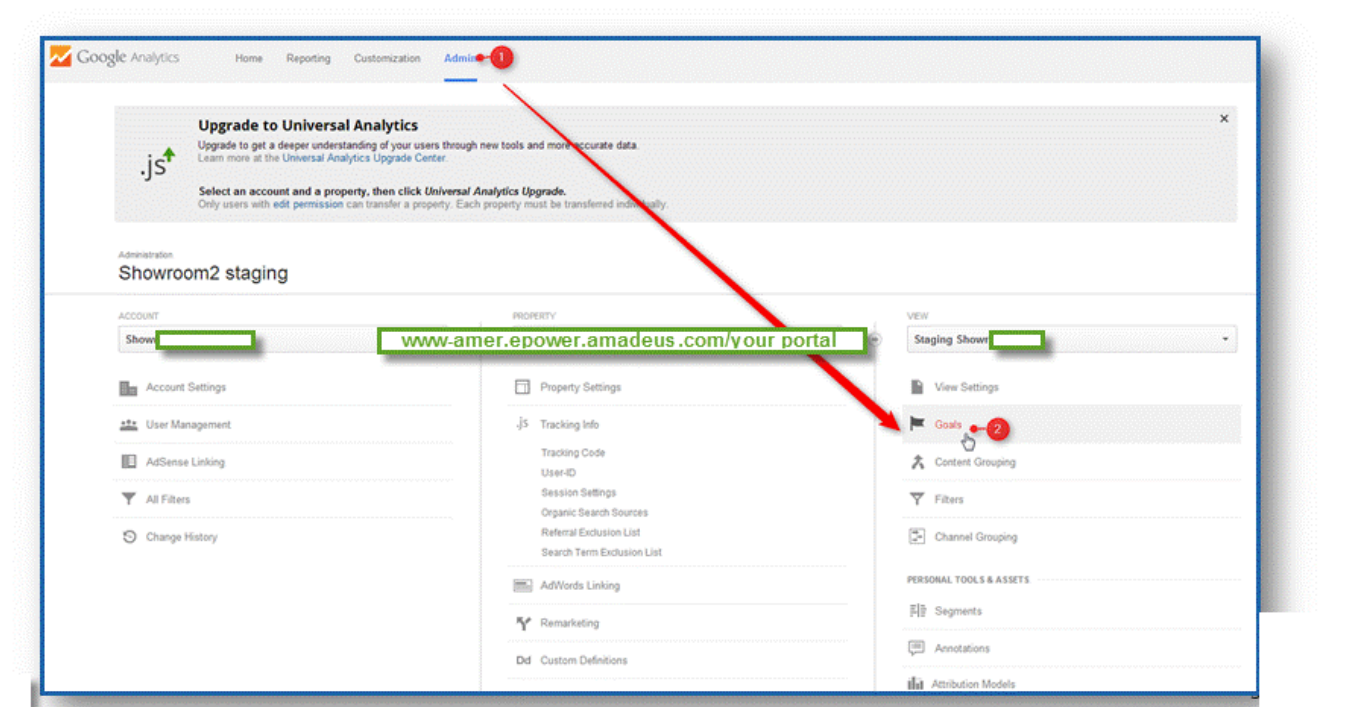 Google Analytics Home Reporting Customization Admin 1
Upgrade to Universal Analytics
Upgrade to get a deeper understanding of your users through new tools and more accurate data.
Learn more at the Universal Analytics Upgrade Center.
.js
Select an account and a property, then click Universal Analytics Upgrade.
Only users with edit permission can transfer a property. Each property must be transferred individually.
Administration
Showroom2 staging
ACCOUNT PROPERTY VIEW
Show www-amer.epower.amadeus.com/your portal Staging Showr
Account Settings Property Settings View Settings
User Management .js Tracking Info Goals 2
Tracking Code
AdSense Linking Content Grouping
User-ID
Session Settings
All Filters Filters
Organic Search Sources
Referral Exclusion List
Change History Channel Grouping
Search Term Exclusion List
PERSONAL TOOLS & ASSETS
AdWords Linking
Segments
Remarketing
Annotations
Dd Custom Definitions
Attribution Models